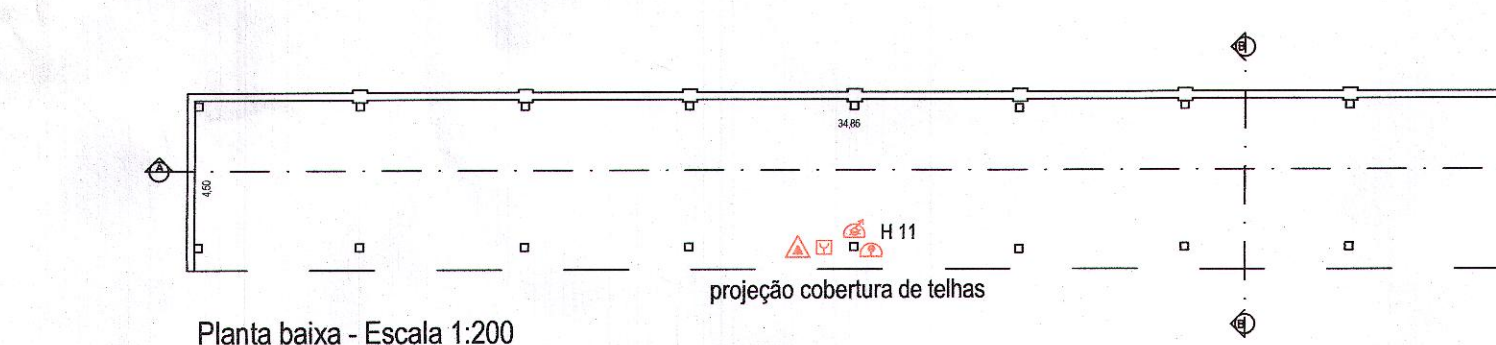 B
34,86
A
4,50
H 11
projeção cobertura de telhas
B
Planta baixa - Escala 1:200